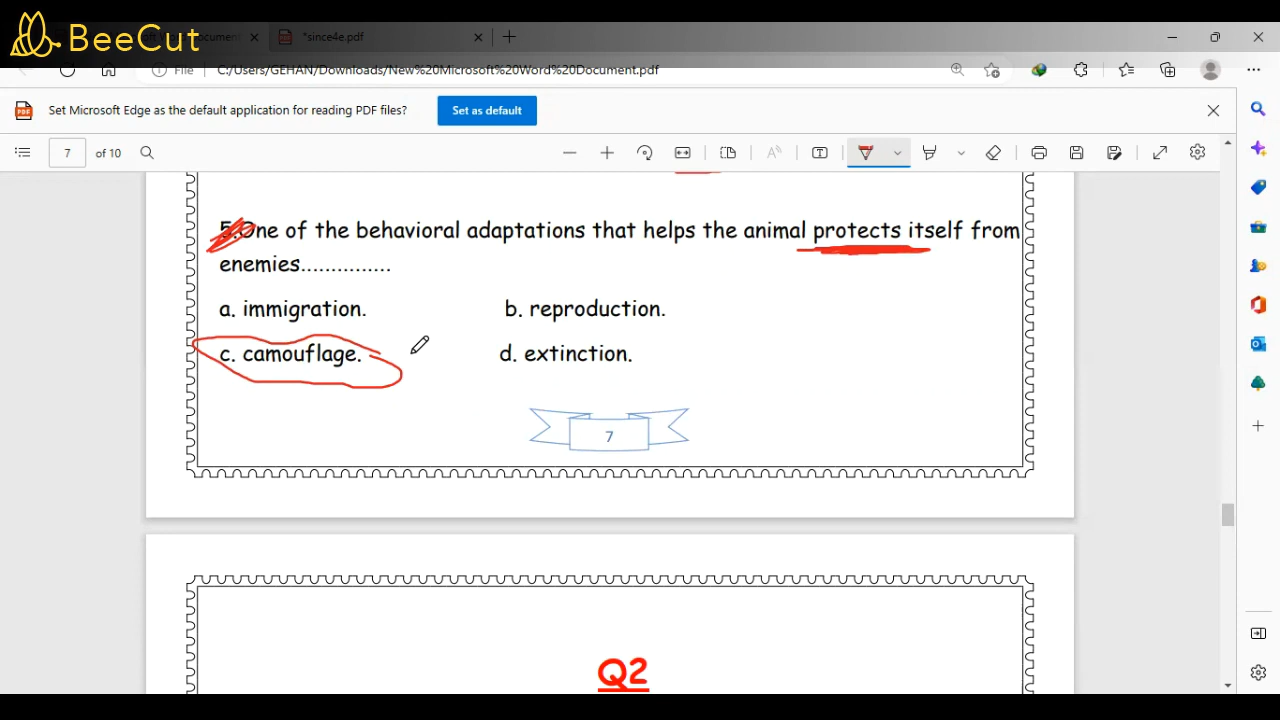 BeeCut
*since4e.pdf
File C:/Users/GEHAN/Downloads/New%20Microsoft%20Word%20Document.pdf
Set Microsoft Edge as the default application for reading PDF files? Set as default
7 of 10
5.One of the behavioral adaptations that helps the animal protects itself from
enemies...............
a. immigration. b. reproduction.
c. camouflage. d. extinction.
7
Q2